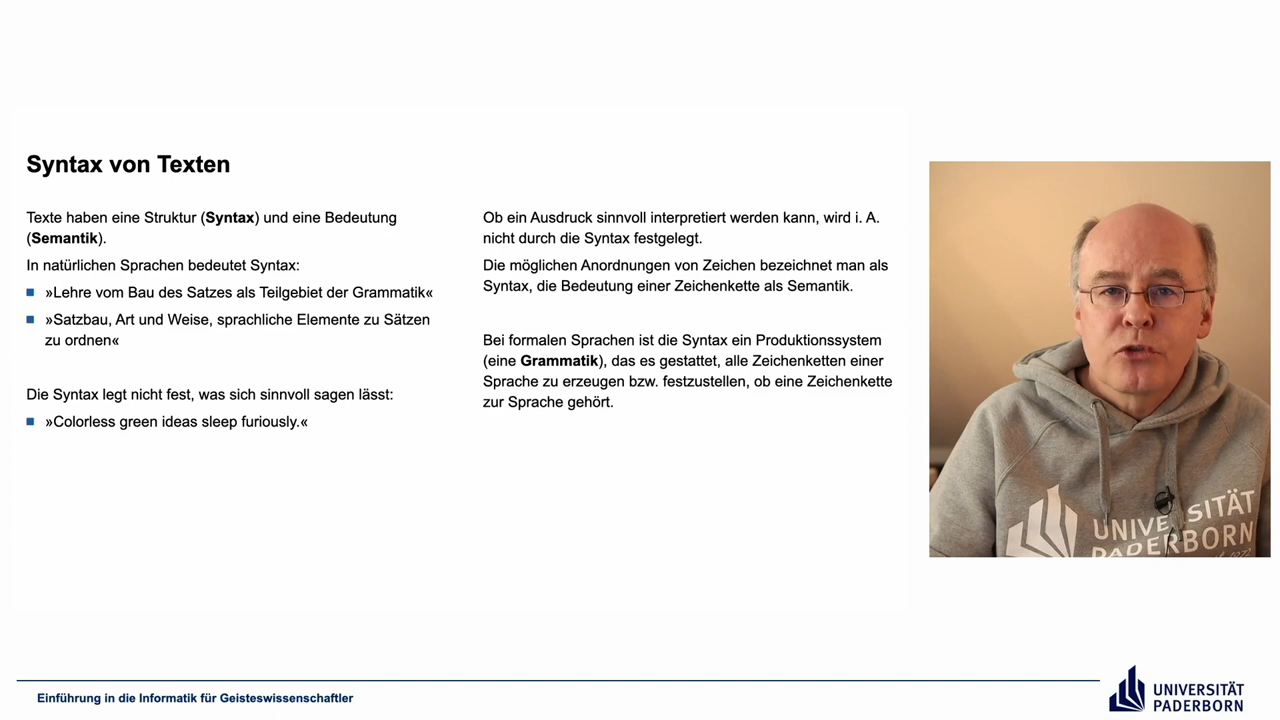 Syntax von Texten
Texte haben eine Struktur (Syntax) und eine Bedeutung
(Semantik).
In natürlichen Sprachen bedeutet Syntax:
»Lehre vom Bau des Satzes als Teilgebiet der Grammatik«
»Satzbau, Art und Weise, sprachliche Elemente zu Sätzen
zu ordnen«
Die Syntax legt nicht fest, was sich sinnvoll sagen lässt:
»Colorless green ideas sleep furiously.«
Ob ein Ausdruck sinnvoll interpretiert werden kann, wird i. A.
nicht durch die Syntax festgelegt.
Die möglichen Anordnungen von Zeichen bezeichnet man als
Syntax, die Bedeutung einer Zeichenkette als Semantik.
Bei formalen Sprachen ist die Syntax ein Produktionssystem
(eine Grammatik), das es gestattet, alle Zeichenketten einer
Sprache zu erzeugen bzw. festzustellen, ob eine Zeichenkette
zur Sprache gehört.
UNIVERSITÄT
PADERBORN
Einführung in die Informatik für Geisteswissenschaftler
UNIVERSITÄT
PADERBORN